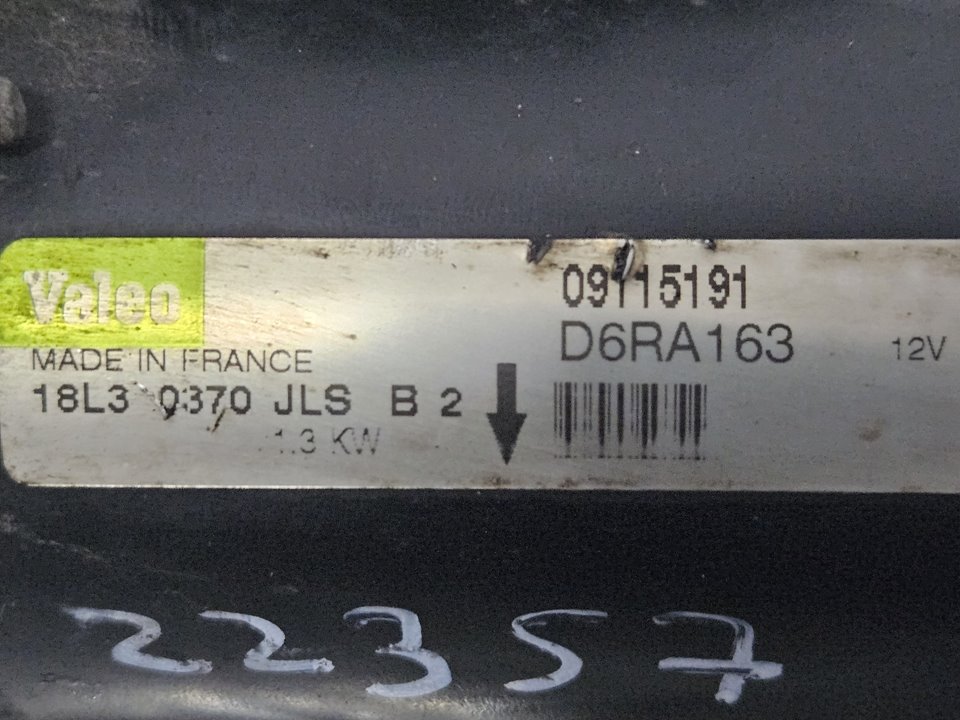 Valeo
09115191
D6RA163
12V
MADE IN FRANCE
18L3 0370 JLS B 2
1.3 KW
22357